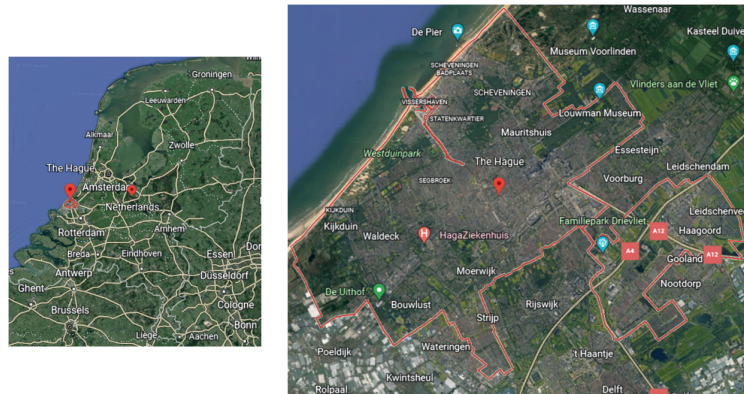 Groningen
Leeuwarden
Alkmaar
Zwolle
The Hague
Amsterdam
Netherlands
Rotterdam
Arnhem
Breda
Eindhoven
Essen
Antwerp
Düsseldorf
Ghent
Cologne
Brussels
Bonn
Liège
Aachen
Wassenaar
De Pier
Museum Voorlinden
Kasteel Duive
SCHEVENINGEN
BADPLAATS
SCHEVENINGEN
Vlinders aan de Vliet
VISSERSHAVEN
Louwman Museum
STATENKWARTIER
Mauritshuis
Westduinpark
Essesteijn
The Hague
Leidschendam
SEGBROEK
Voorburg
KIJKDUIN
Leidschenve
Kijkduin
Familiepark Drievliet
A12
Haagoord
Waldeck
H
HagaZiekenhuis
A4
A12
Gooland
Moerwijk
Nootdorp
De Uithof
Bouwlust
Rijswijk
Strijp
Wateringen
't Haantje
Poeldijk
Kwintsheul
Rolpaal
Delft